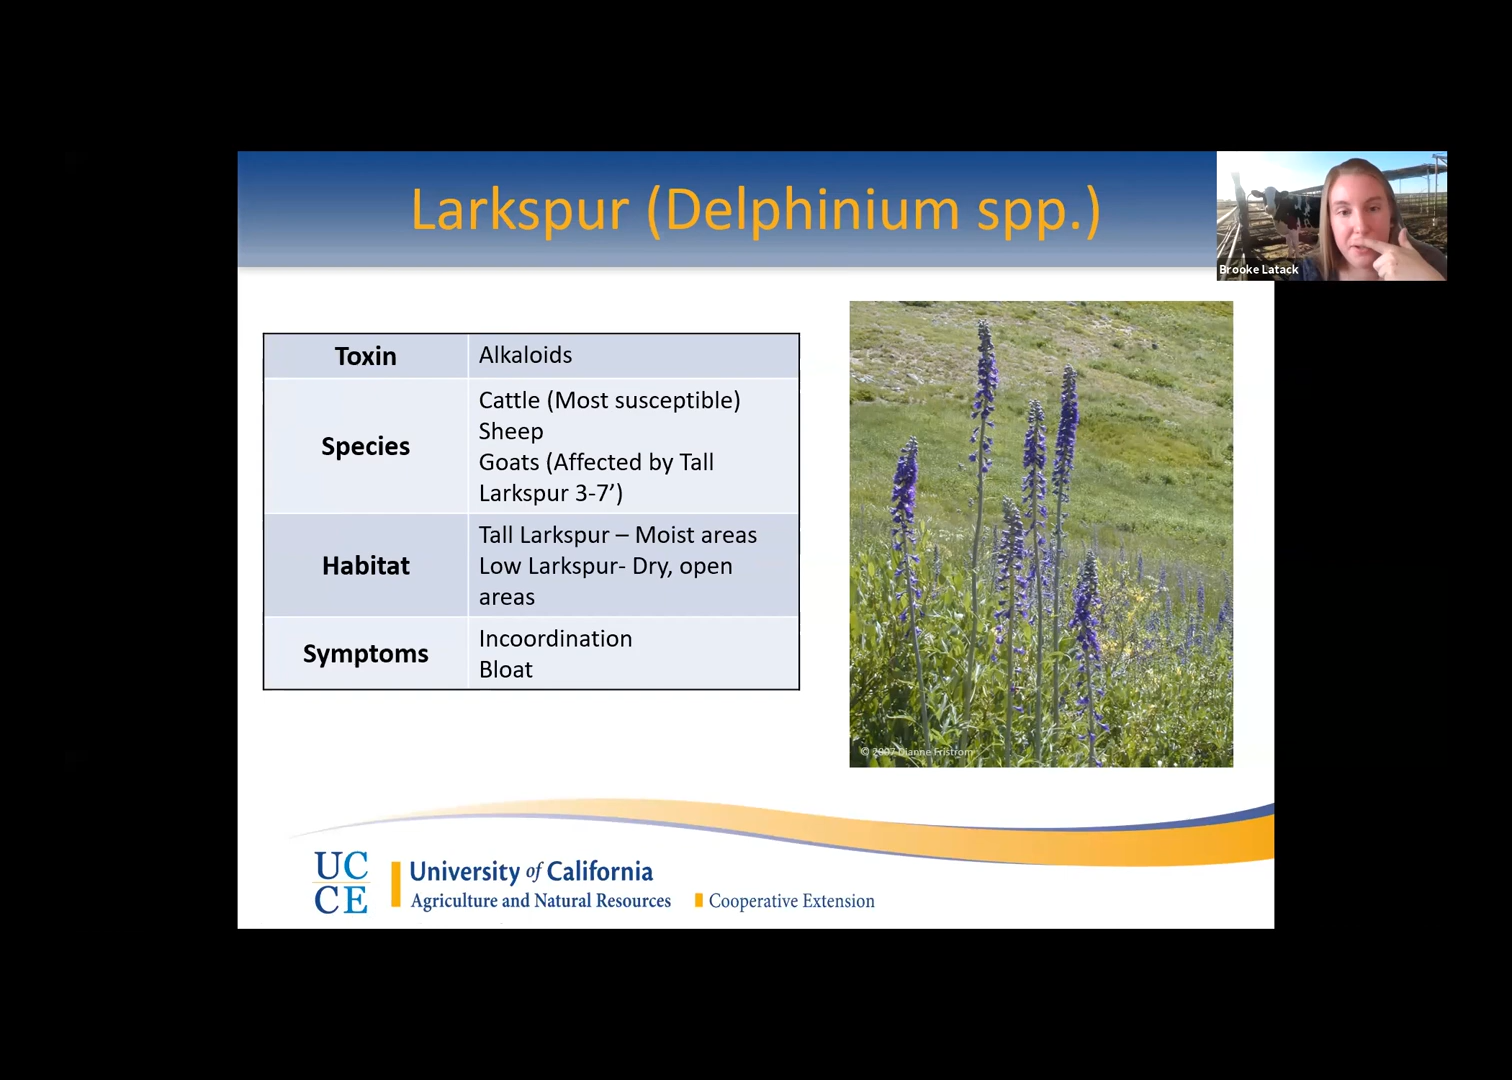 Larkspur (Delphinium spp.)
Brooke Latack
Toxin
Alkaloids
Species
Cattle (Most susceptible)
Sheep
Goats (Affected by Tall
Larkspur 3-7’)
Habitat
Tall Larkspur – Moist areas
Low Larkspur- Dry, open
areas
Symptoms
Incoordination
Bloat
© 2007 Dianne Fristrom
UC
CE
University of California
Agriculture and Natural Resources
Cooperative Extension